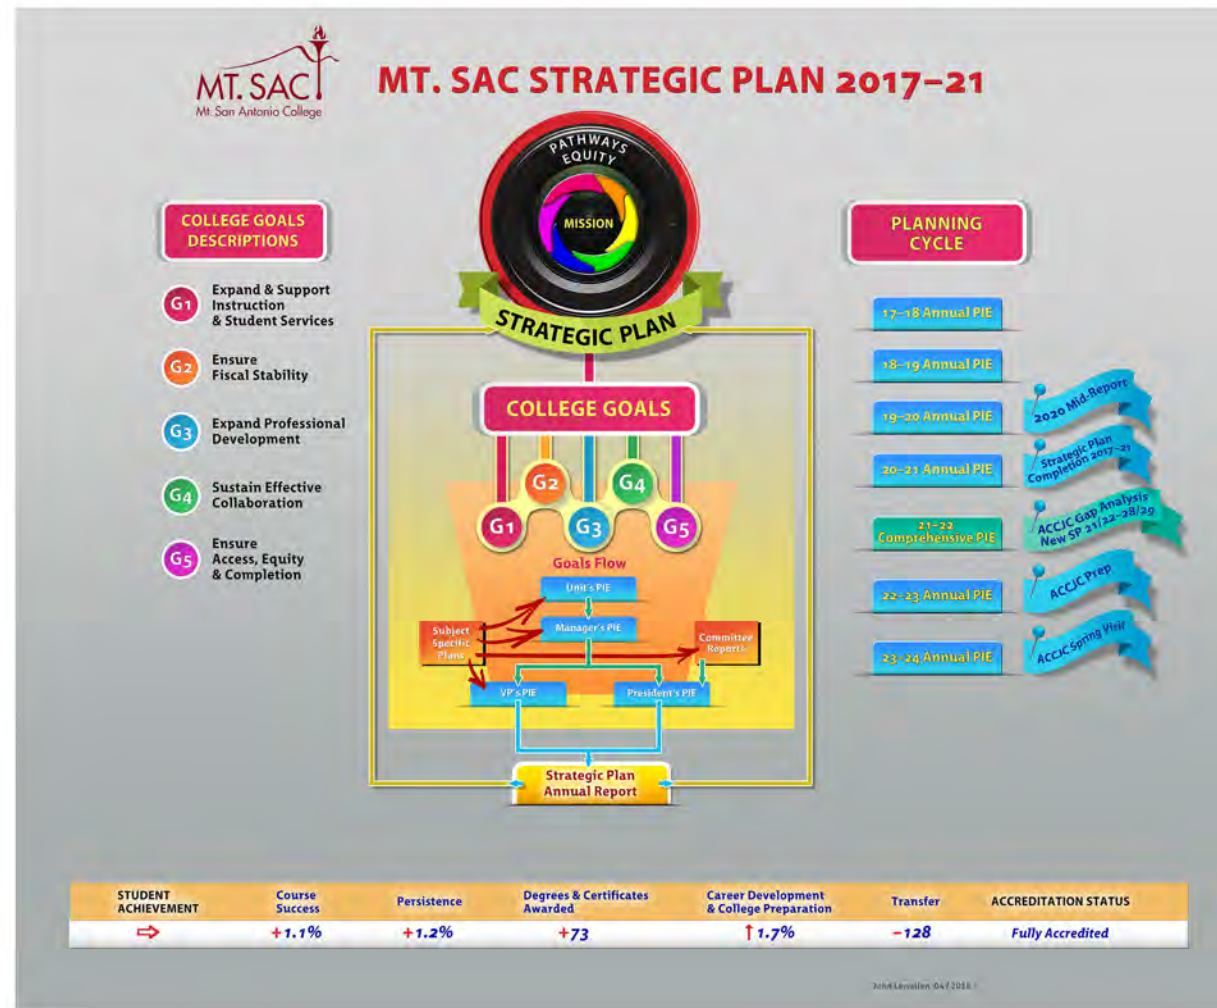 MT. SAC
Mt. San Antonio College
MT. SAC STRATEGIC PLAN 2017–21
PATHWAYS
EQUITY
MISSION
STRATEGIC PLAN
COLLEGE GOALS
DESCRIPTIONS
G1
Expand & Support
Instruction
& Student Services
G2
Ensure
Fiscal Stability
G3
Expand Professional
Development
G4
Sustain Effective
Collaboration
G5
Ensure
Access, Equity
& Completion
COLLEGE GOALS
G1
G2
G3
G4
G5
Goals Flow
Unit's PIE
Manager's PIE
Subject
Specific
Plans
Committee
Reports
VP's PIE
President's PIE
Strategic Plan
Annual Report
PLANNING
CYCLE
17–18 Annual PIE
18–19 Annual PIE
19–20 Annual PIE
2020 Mid-Report
20–21 Annual PIE
Strategic Plan
Completion 2017–21
21–22
Comprehensive PIE
ACCJC Gap Analysis
New SP 21/22–28/29
22–23 Annual PIE
ACCJC Prep
23–24 Annual PIE
ACCJC Spring Visit
STUDENT
ACHIEVEMENT
Course
Success
Persistence
Degrees & Certificates
Awarded
Career Development
& College Preparation
Transfer
ACCREDITATION STATUS
+1.1%
+1.2%
+73
↑1.7%
–128
Fully Accredited